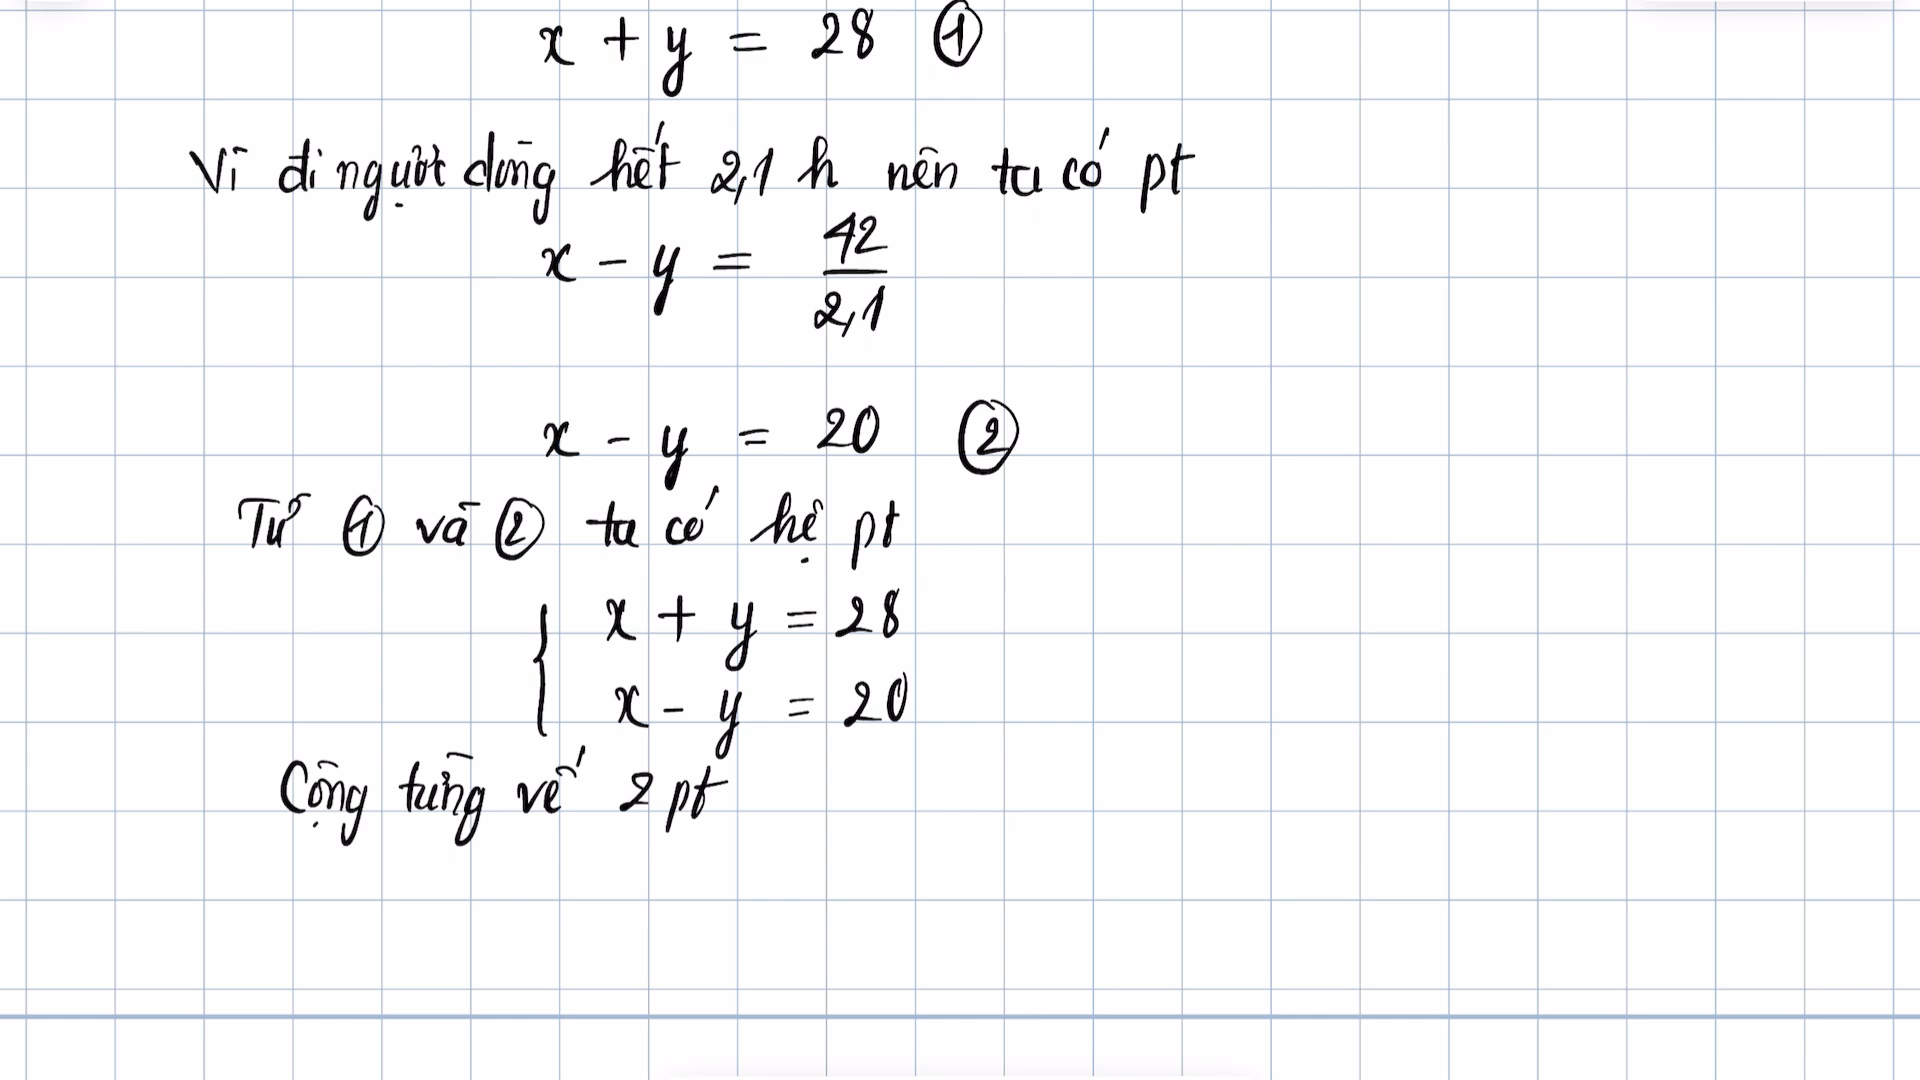 x + y = 28 ①
Vì đi ngược dòng hết 2,1 h nên ta có pt
x - y = 42/2,1
x - y = 20 ②
Từ ① và ② ta có hệ pt
{ x + y = 28
x - y = 20
Cộng từng vế 2 pt